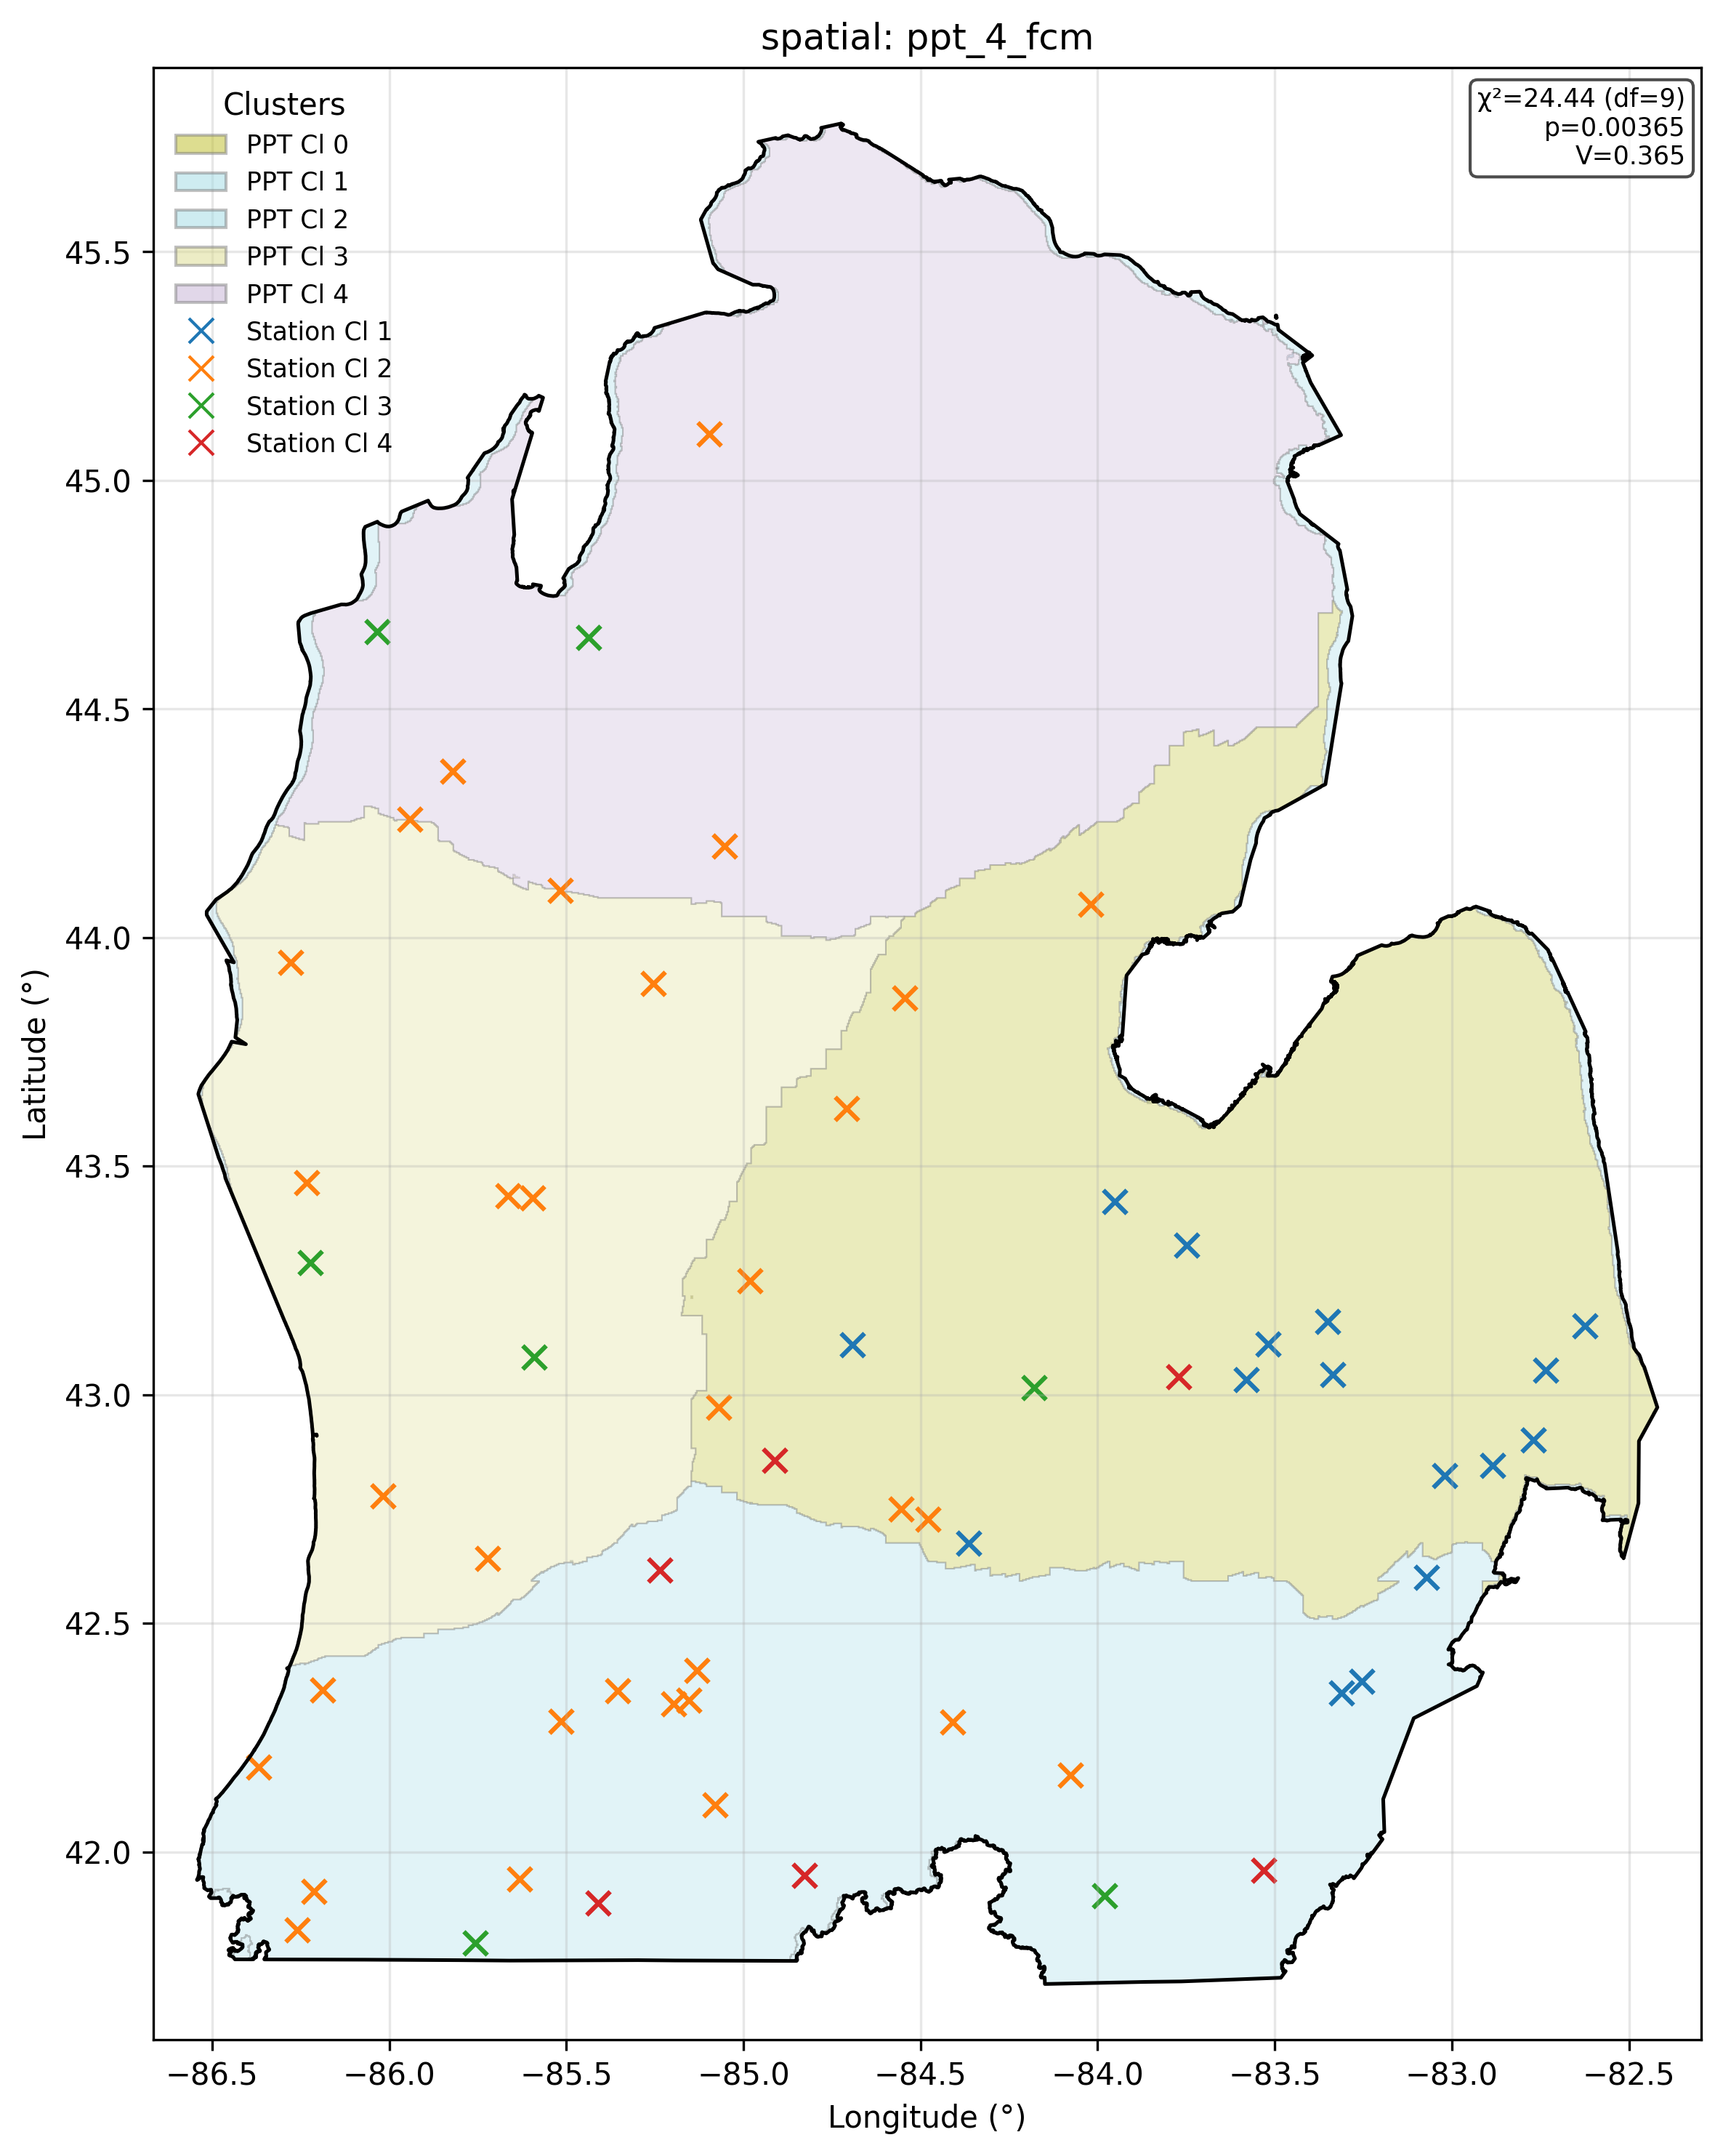 spatial: ppt_4_fcm
Clusters
PPT Cl 0
PPT Cl 1
PPT Cl 2
PPT Cl 3
PPT Cl 4
Station Cl 1
Station Cl 2
Station Cl 3
Station Cl 4
χ²=24.44 (df=9)
p=0.00365
V=0.365
45.5
45.0
44.5
44.0
43.5
43.0
42.5
42.0
Latitude (°)
−86.5 −86.0 −85.5 −85.0 −84.5 −84.0 −83.5 −83.0 −82.5
Longitude (°)